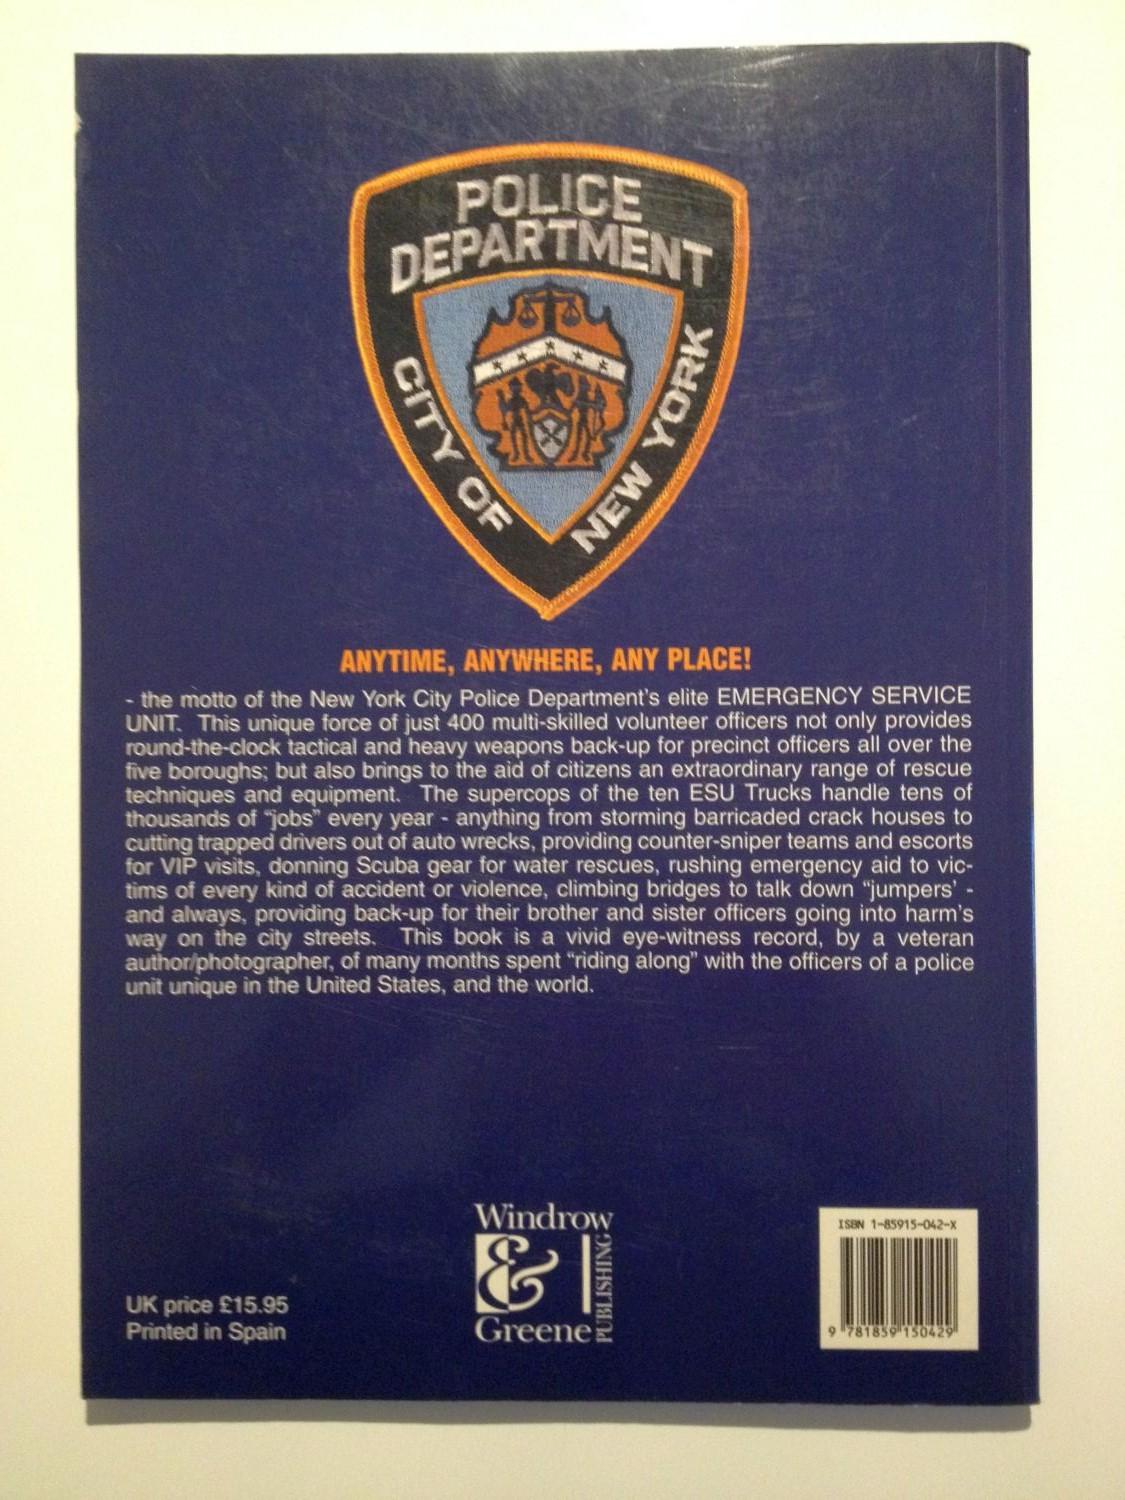 POLICE
DEPARTMENT
CITY OF
NEW YORK
ANYTIME, ANYWHERE, ANY PLACE!
- the motto of the New York City Police Department's elite EMERGENCY SERVICE
UNIT. This unique force of just 400 multi-skilled volunteer officers not only provides
round-the-clock tactical and heavy weapons back-up for precinct officers all over the
five boroughs; but also brings to the aid of citizens an extraordinary range of rescue
techniques and equipment. The supercops of the ten ESU Trucks handle tens of
thousands of "jobs" every year - anything from storming barricaded crack houses to
cutting trapped drivers out of auto wrecks, providing counter-sniper teams and escorts
for VIP visits, donning Scuba gear for water rescues, rushing emergency aid to vic-
tims of every kind of accident or violence, climbing bridges to talk down "jumpers' -
and always, providing back-up for their brother and sister officers going into harm's
way on the city streets. This book is a vivid eye-witness record, by a veteran
author/photographer, of many months spent "riding along" with the officers of a police
unit unique in the United States, and the world.
UK price £15.95
Printed in Spain
Windrow
&
Greene
PUBLISHING
ISBN 1-85915-042-X
9 781859 150429